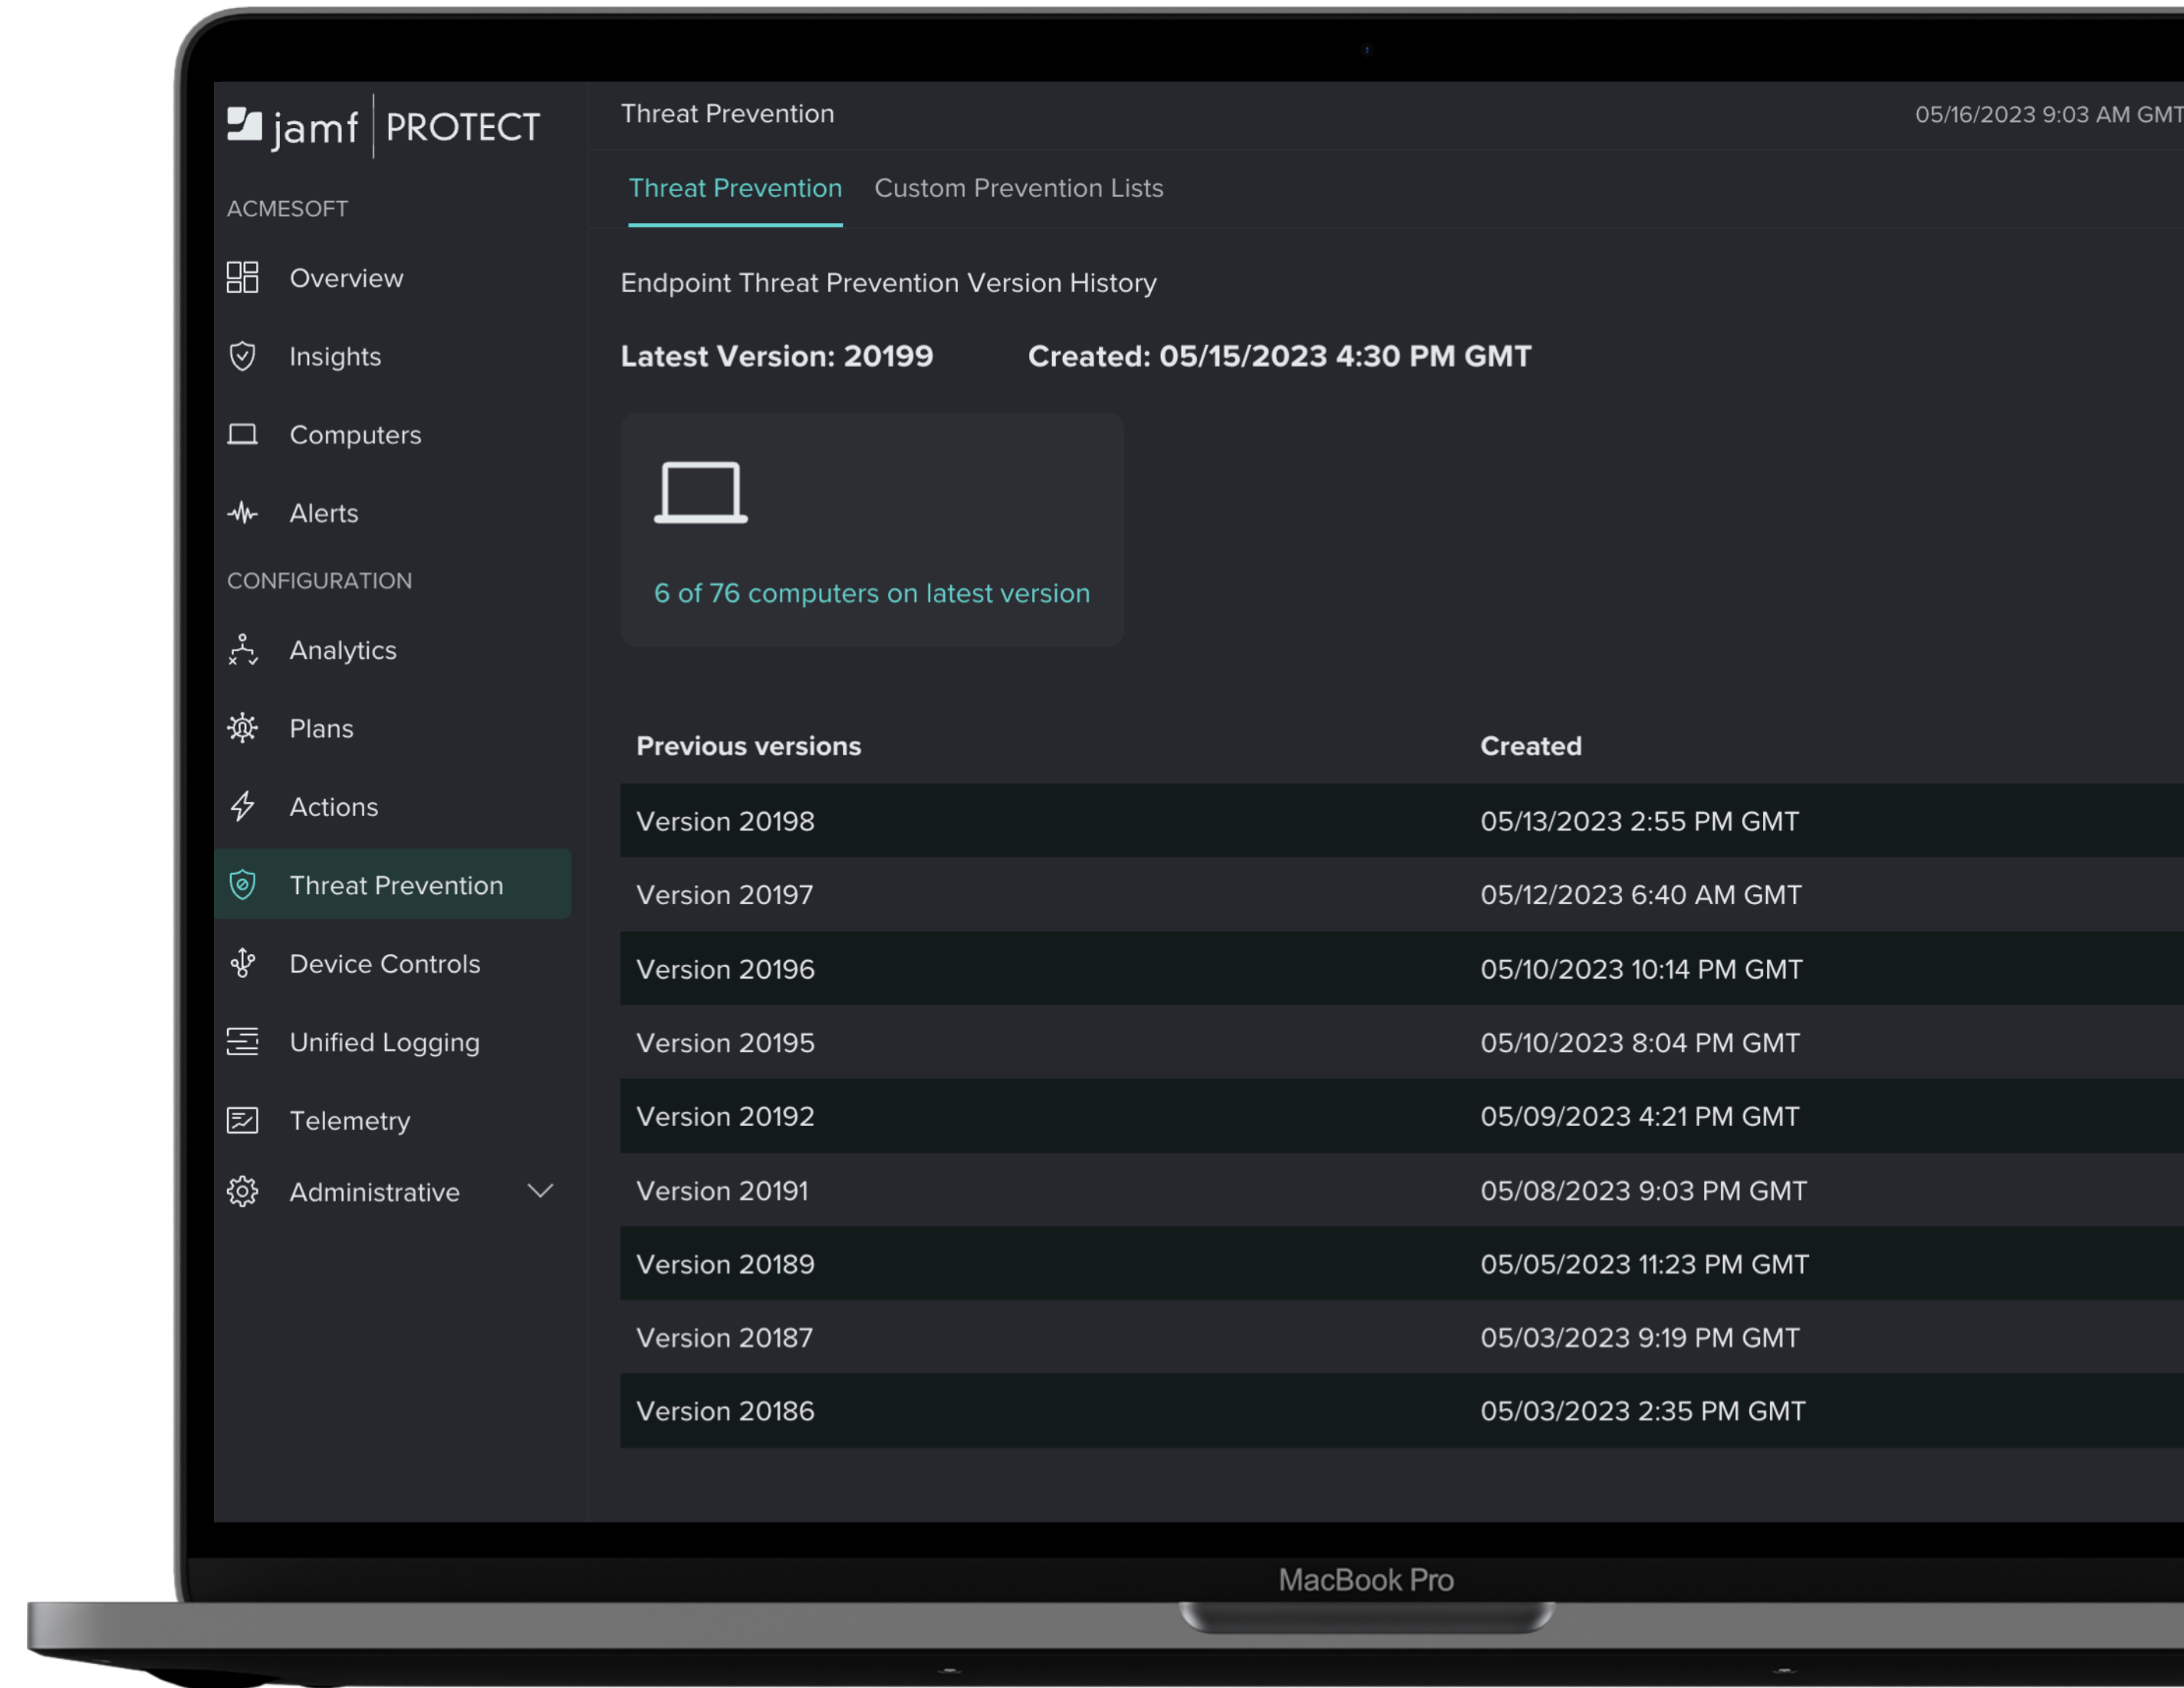 jamf PROTECT
ACMESOFT
Overview
Insights
Computers
Alerts
CONFIGURATION
Analytics
Plans
Actions
Threat Prevention
Device Controls
Unified Logging
Telemetry
Administrative
Threat Prevention 05/16/2023 9:03 AM GMT
Threat Prevention Custom Prevention Lists
Endpoint Threat Prevention Version History
Latest Version: 20199 Created: 05/15/2023 4:30 PM GMT
6 of 76 computers on latest version
Previous versions Created
Version 20198 05/13/2023 2:55 PM GMT
Version 20197 05/12/2023 6:40 AM GMT
Version 20196 05/10/2023 10:14 PM GMT
Version 20195 05/10/2023 8:04 PM GMT
Version 20192 05/09/2023 4:21 PM GMT
Version 20191 05/08/2023 9:03 PM GMT
Version 20189 05/05/2023 11:23 PM GMT
Version 20187 05/03/2023 9:19 PM GMT
Version 20186 05/03/2023 2:35 PM GMT
MacBook Pro